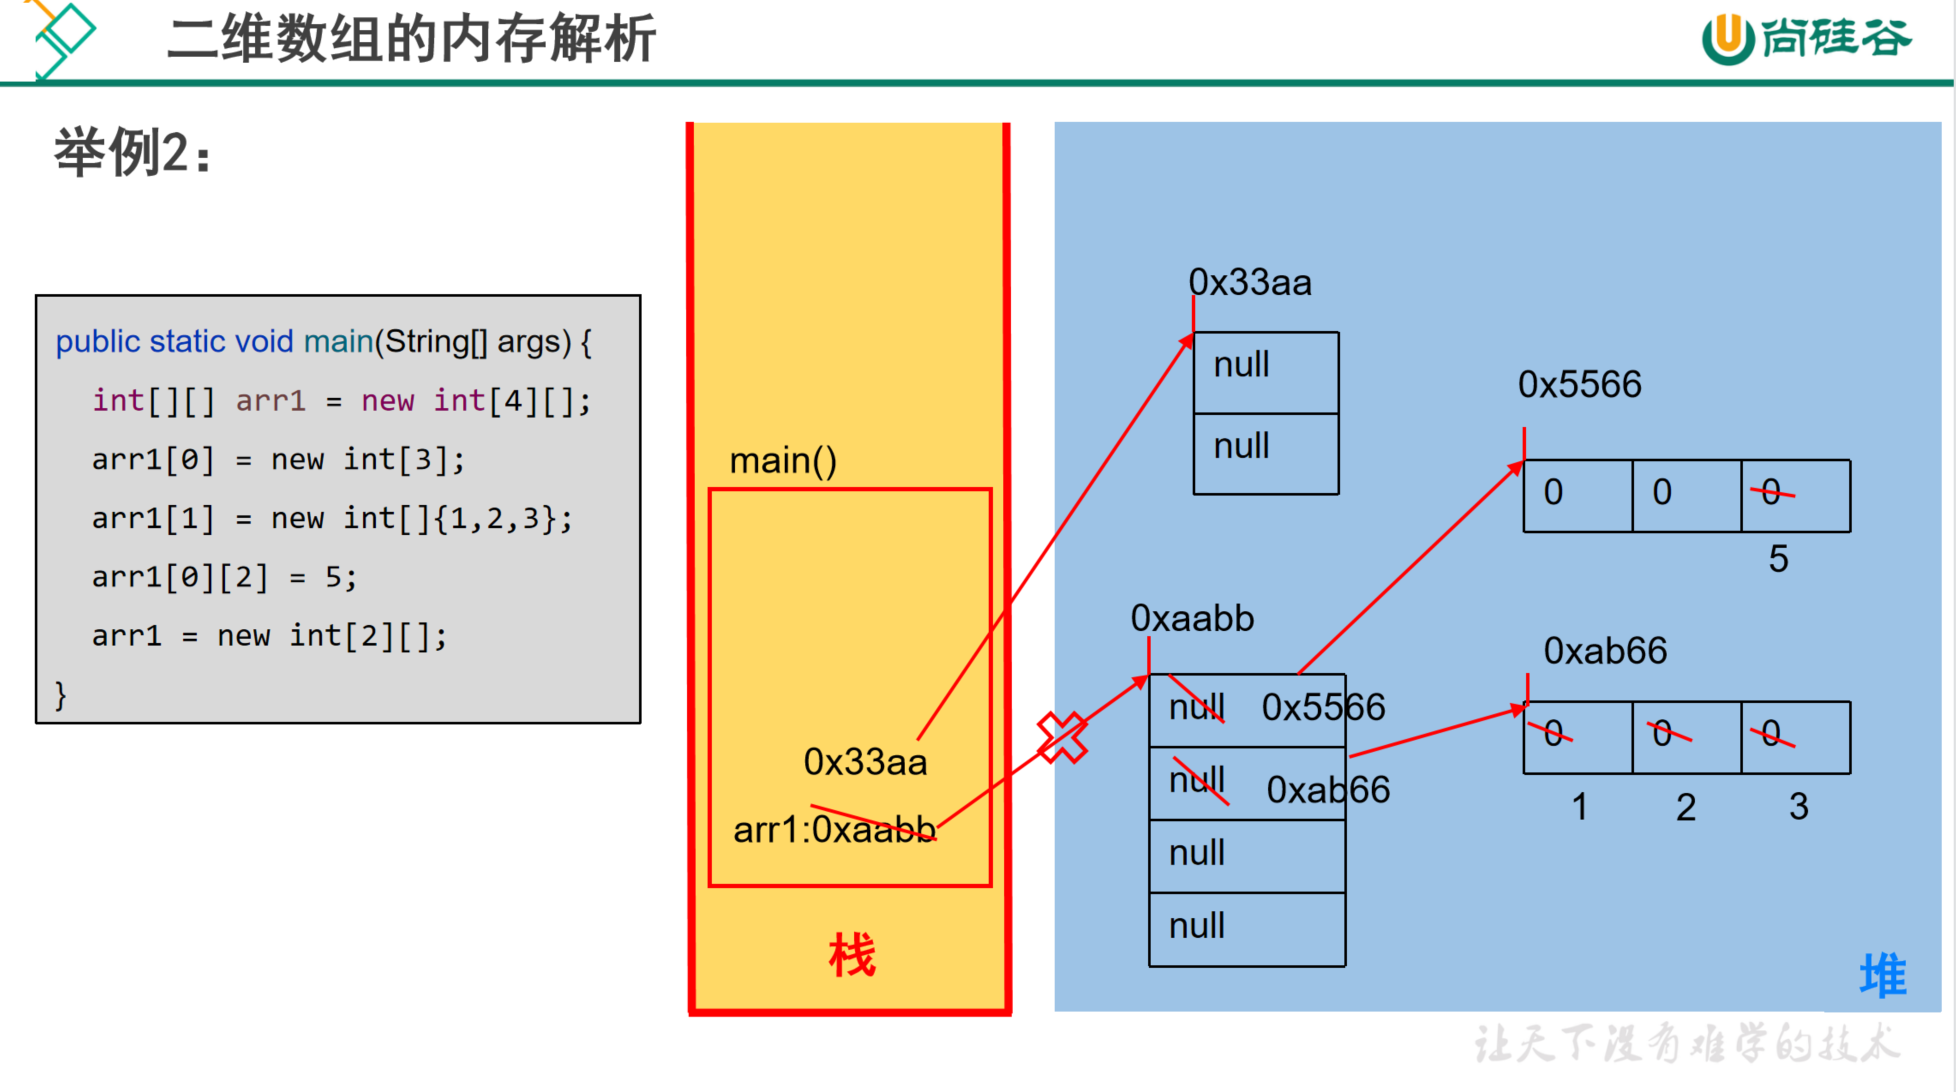 二维数组的内存解析
尚硅谷
举例2：
public static void main(String[] args) {
int[][] arr1 = new int[4][];
arr1[0] = new int[3];
arr1[1] = new int[]{1,2,3};
arr1[0][2] = 5;
arr1 = new int[2][];
}
main()
0x33aa
arr1:0xaabb
栈
0x33aa
null
null
0x5566
0 0 0
5
0xaabb
null 0x5566
null 0xab66
null
null
0xab66
0 0 0
1 2 3
堆
让天下没有难学的技术